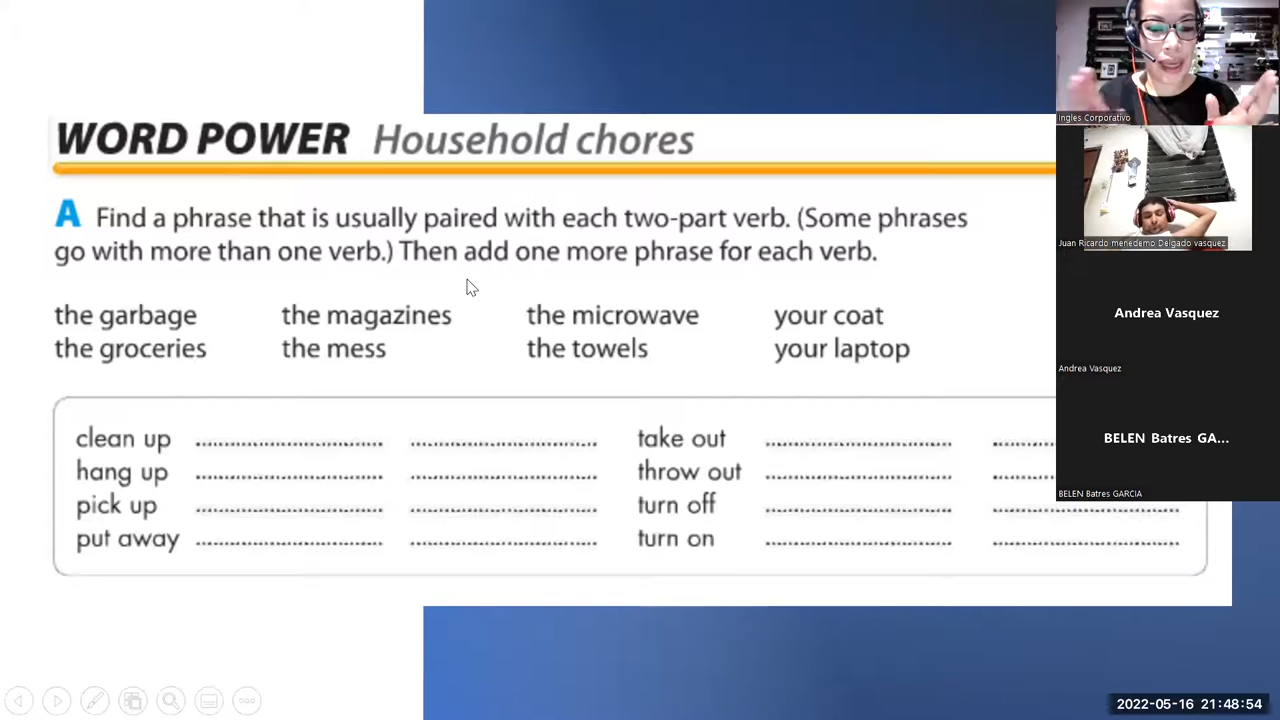 WORD POWER Household chores
A Find a phrase that is usually paired with each two-part verb. (Some phrases
go with more than one verb.) Then add one more phrase for each verb.
the garbage the magazines the microwave your coat
the groceries the mess the towels your laptop
clean up take out
hang up throw out
pick up turn off
put away turn on
Ingles Corporativo
Juan Ricardo menedemo Delgado vasquez
Andrea Vasquez
Andrea Vasquez
BELEN Batres GA...
BELEN Batres GARCIA
2022-05-16 21:48:54